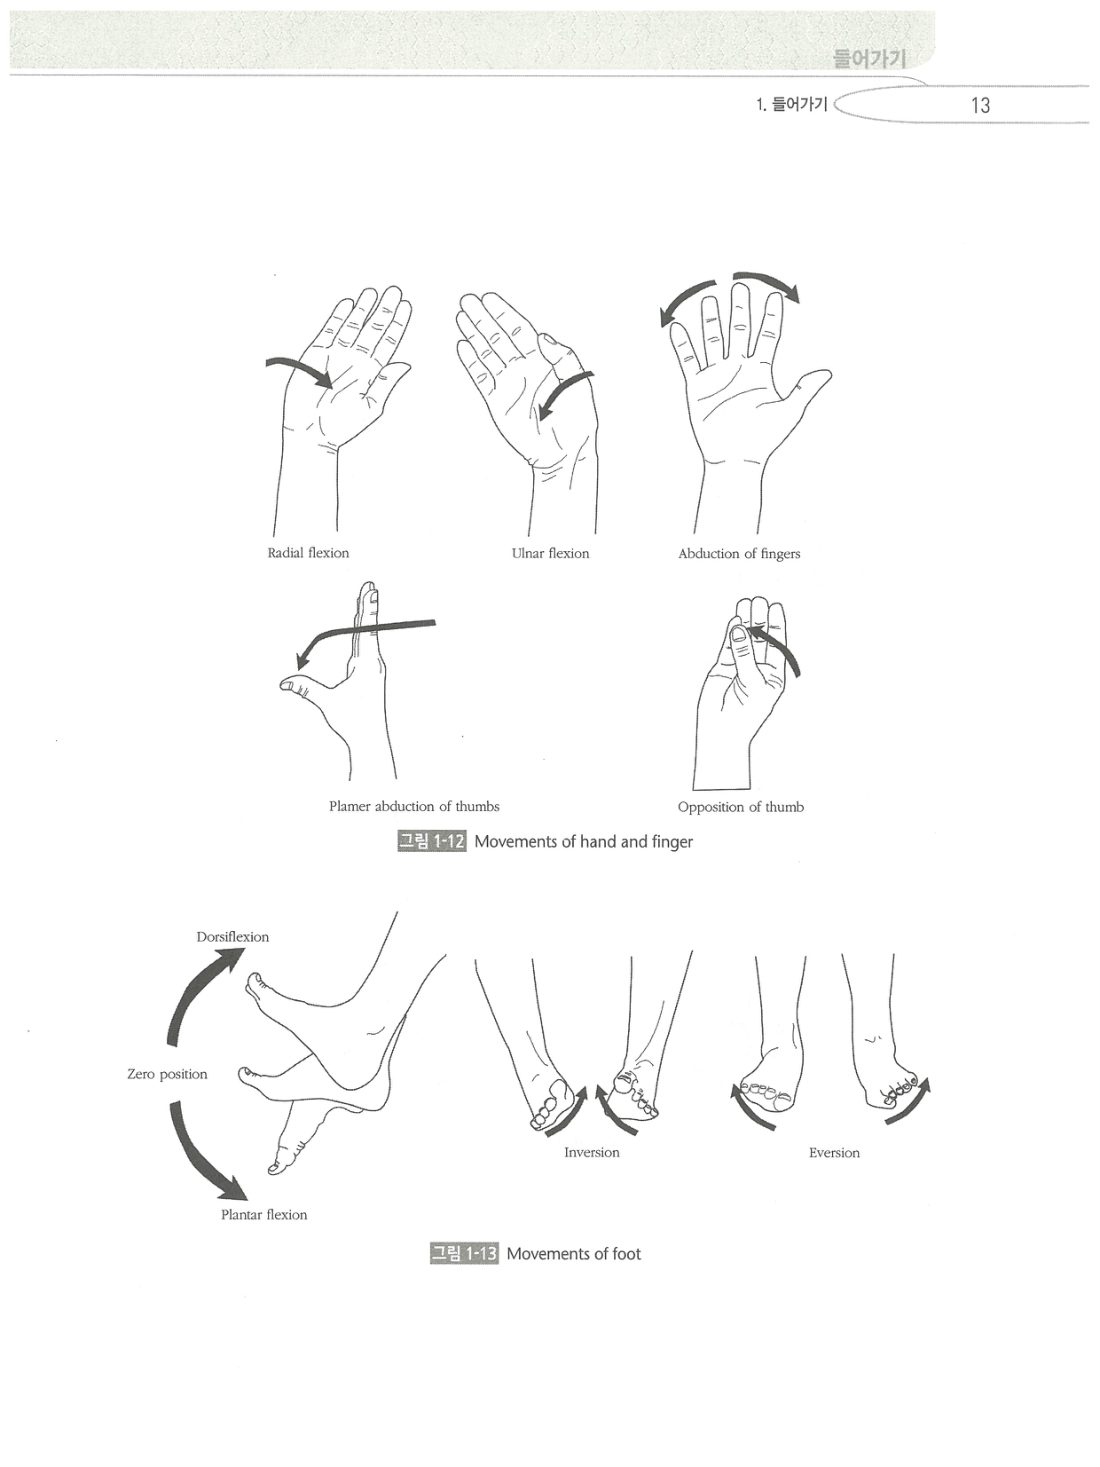 들어가기
1. 들어가기
13
Radial flexion
Ulnar flexion
Abduction of fingers
Plamer abduction of thumbs
Opposition of thumb
그림 1-12 Movements of hand and finger
Dorsiflexion
Zero position
Plantar flexion
Inversion
Eversion
그림 1-13 Movements of foot